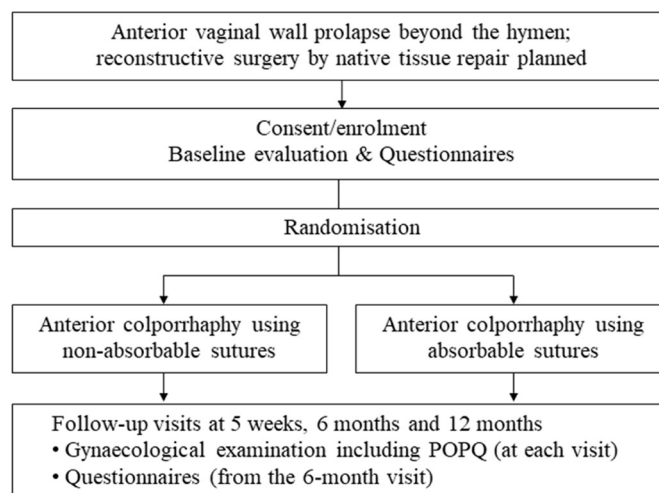 Anterior vaginal wall prolapse beyond the hymen;
reconstructive surgery by native tissue repair planned
Consent/enrolment
Baseline evaluation & Questionnaires
Randomisation
Anterior colporrhaphy using
non-absorbable sutures
Anterior colporrhaphy using
absorbable sutures
Follow-up visits at 5 weeks, 6 months and 12 months
• Gynaecological examination including POPQ (at each visit)
• Questionnaires (from the 6-month visit)